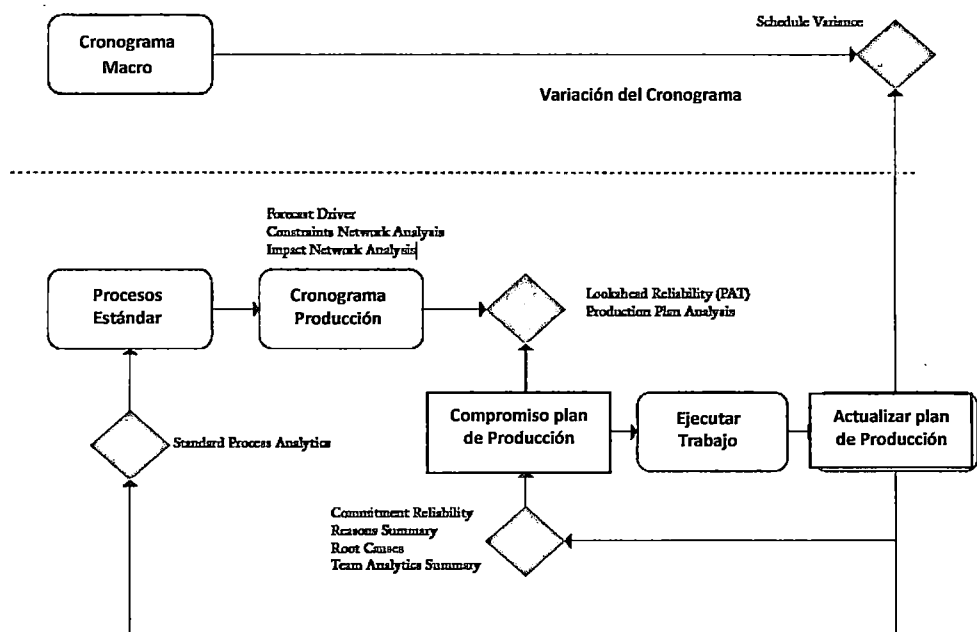 Schedule Variance
Cronograma
Macro
Variación del Cronograma
Forecast Driver
Constraints Network Analysis
Impact Network Analysis
Procesos
Estándar
Cronograma
Producción
Lookahead Reliability (PAT)
Production Plan Analysis
Compromiso plan
de Producción
Ejecutar
Trabajo
Actualizar plan
de Producción
Standard Process Analytics
Commitment Reliability
Reasons Summary
Root Causes
Team Analytics Summary